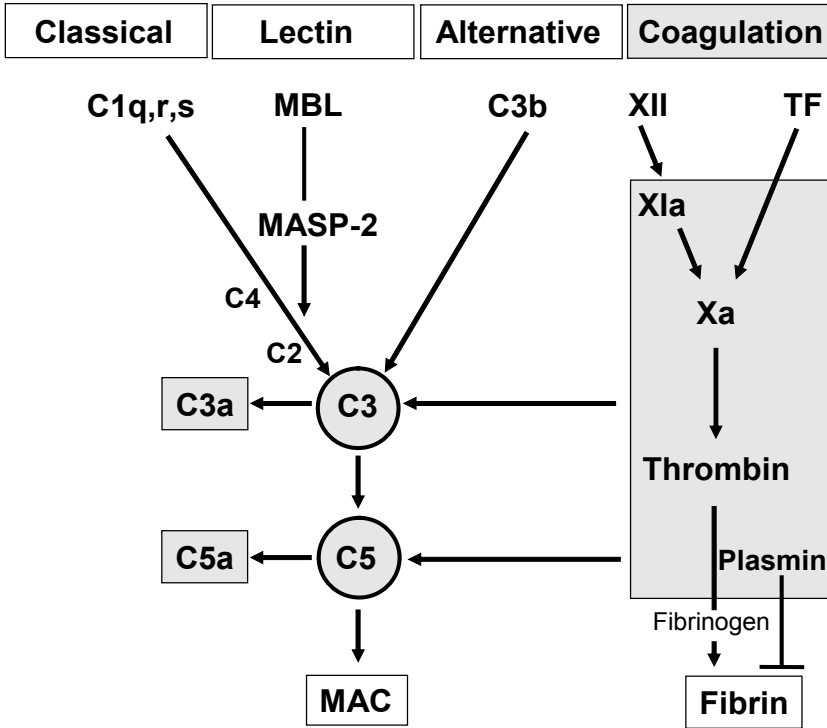 Classical Lectin Alternative Coagulation
C1q,r,s MBL C3b XII TF
XIa
MASP-2
C4
Xa
C2
C3a C3
Thrombin
C5a C5 Plasmin
Fibrinogen
MAC Fibrin